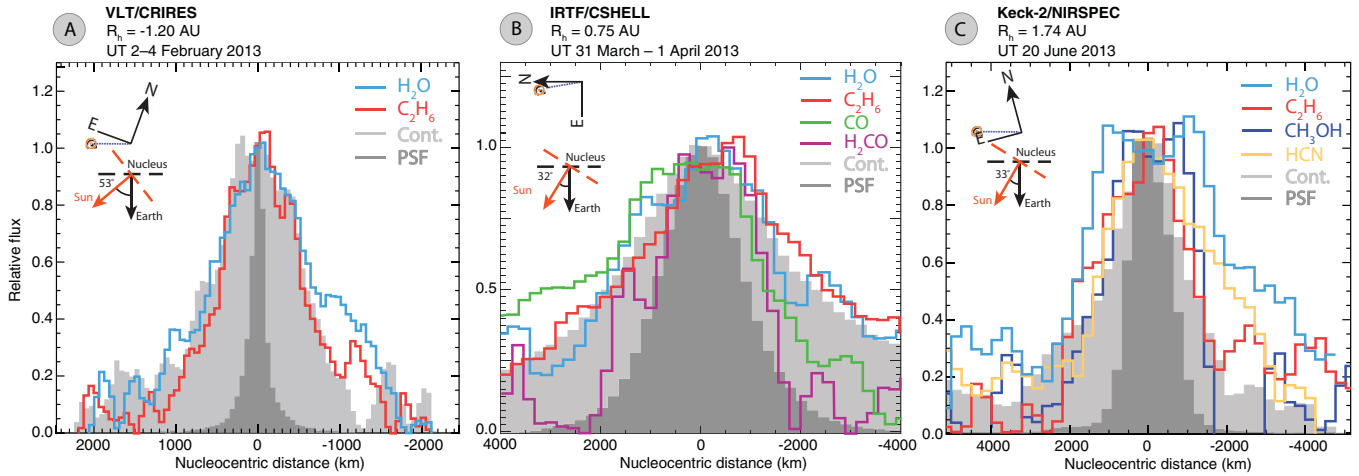 A
VLT/CRIRES
R_h = -1.20 AU
UT 2–4 February 2013
Relative flux
1.2
1.0
0.8
0.6
0.4
0.2
0.0
N
E
Nucleus
53°
Sun
Earth
H₂O
C₂H₆
Cont.
PSF
2000 1000 0 -1000 -2000
Nucleocentric distance (km)
B
IRTF/CSHELL
R_h = 0.75 AU
UT 31 March – 1 April 2013
1.0
0.5
0.0
N
E
Nucleus
32°
Sun
Earth
H₂O
C₂H₆
CO
H₂CO
Cont.
PSF
4000 2000 0 -2000 -4000
Nucleocentric distance (km)
C
Keck-2/NIRSPEC
R_h = 1.74 AU
UT 20 June 2013
1.2
1.0
0.8
0.6
0.4
0.2
0.0
N
E
Nucleus
33°
Sun
Earth
H₂O
C₂H₆
CH₃OH
HCN
Cont.
PSF
4000 2000 0 -2000 -4000
Nucleocentric distance (km)